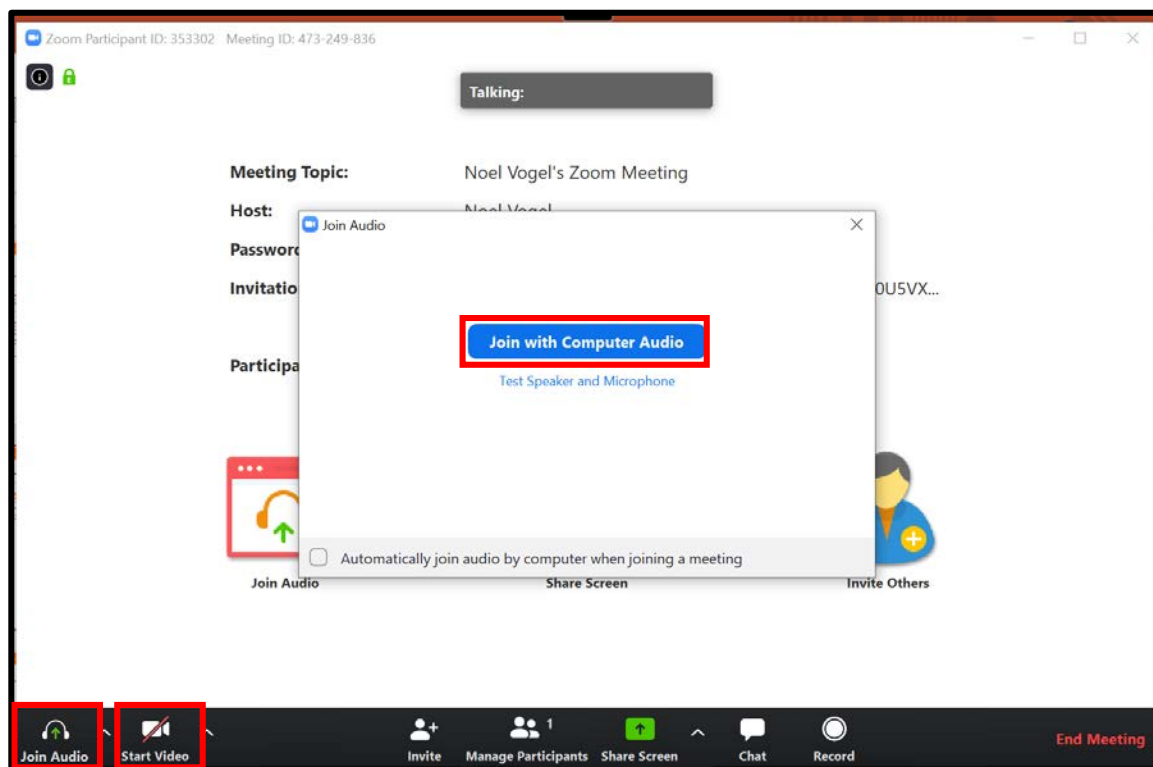 Zoom Participant ID: 353302 Meeting ID: 473-249-836
Talking:
Meeting Topic: Noel Vogel's Zoom Meeting
Host: Noel Vogel
Join Audio
Password
Invitatio 0U5VX...
Join with Computer Audio
Test Speaker and Microphone
Participa
Automatically join audio by computer when joining a meeting
Join Audio Share Screen Invite Others
1
Join Audio Start Video Invite Manage Participants Share Screen Chat Record End Meeting